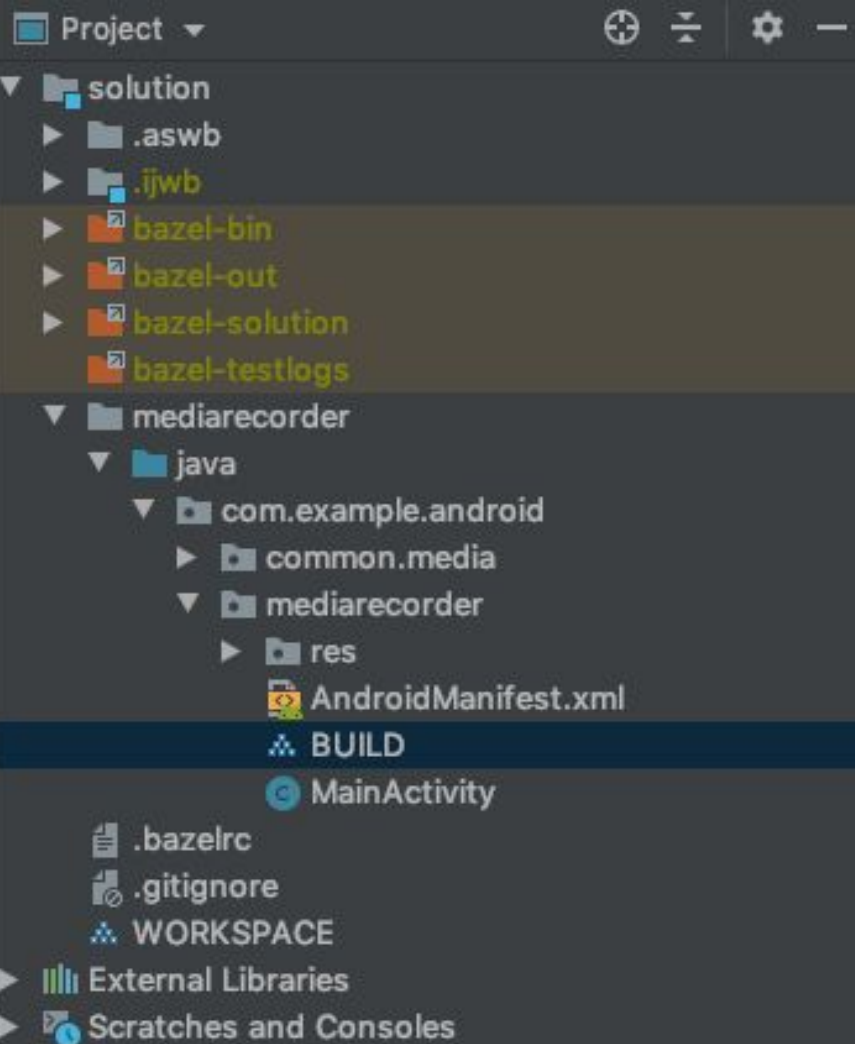 Project
solution
.aswb
.ijwb
bazel-bin
bazel-out
bazel-solution
bazel-testlogs
mediarecorder
java
com.example.android
common.media
mediarecorder
res
AndroidManifest.xml
BUILD
MainActivity
.bazelrc
.gitignore
WORKSPACE
External Libraries
Scratches and Consoles